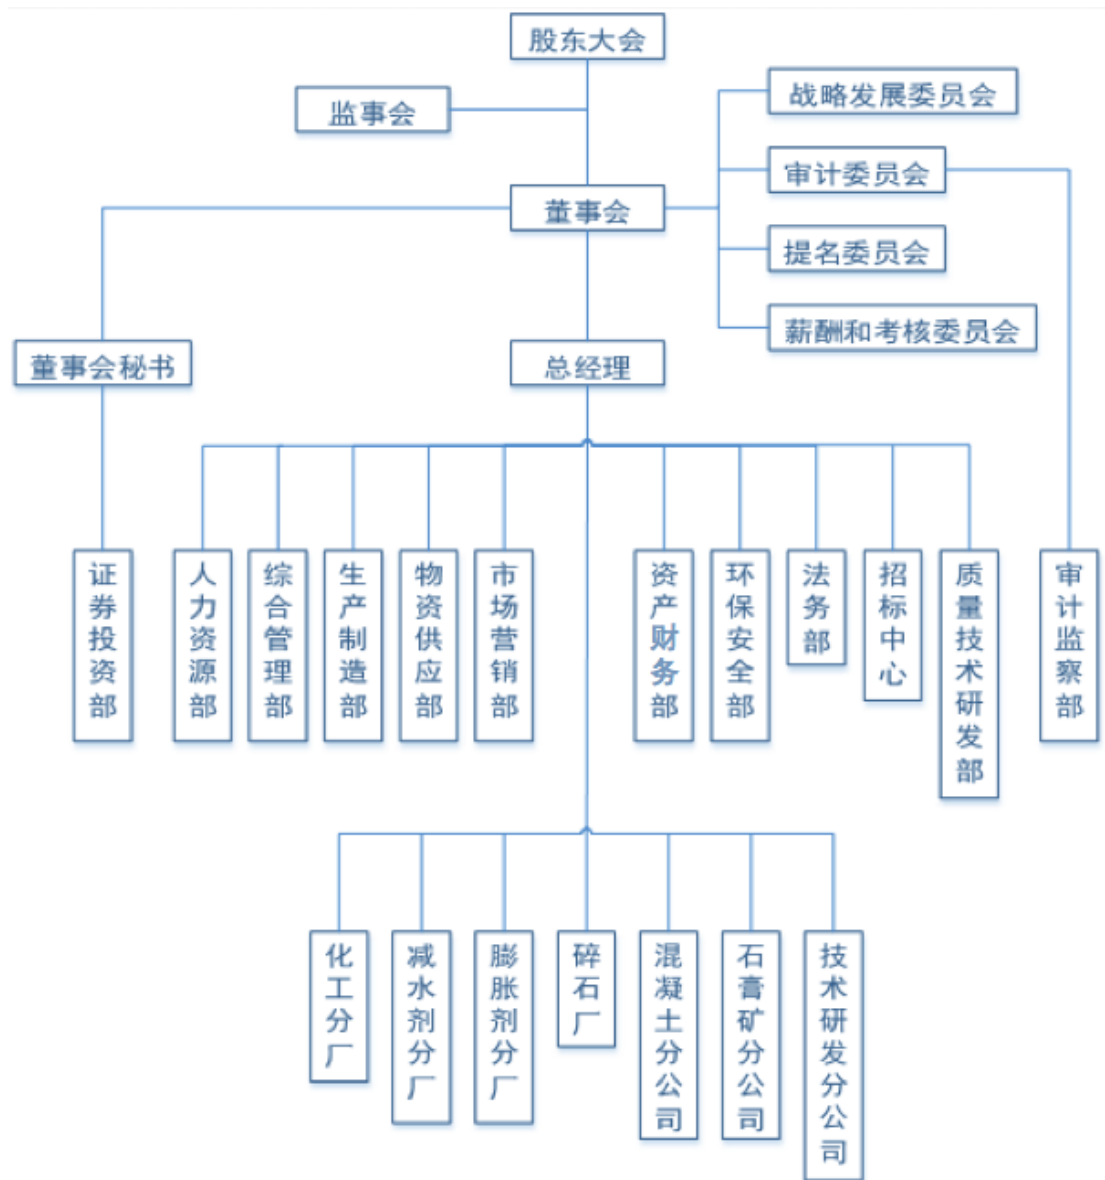 股东大会
监事会
战略发展委员会
审计委员会
董事会
提名委员会
薪酬和考核委员会
董事会秘书
总经理
证券投资部
人力资源部
综合管理部
生产制造部
物资供应部
市场营销部
资产财务部
环保安全部
法务部
招标中心
质量技术研发部
审计监察部
化工分厂
减水剂分厂
膨胀剂分厂
碎石厂
混凝土分公司
石膏矿分公司
技术研发分公司